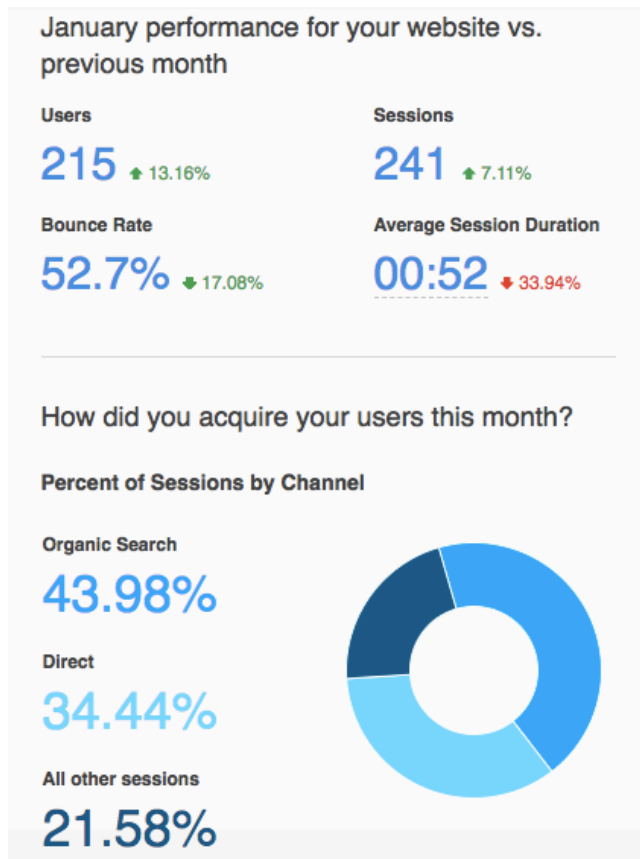 January performance for your website vs.
previous month
Users
Sessions
215 13.16%
241 7.11%
Bounce Rate
Average Session Duration
52.7% 17.08%
00:52 33.94%
How did you acquire your users this month?
Percent of Sessions by Channel
Organic Search
43.98%
Direct
34.44%
All other sessions
21.58%